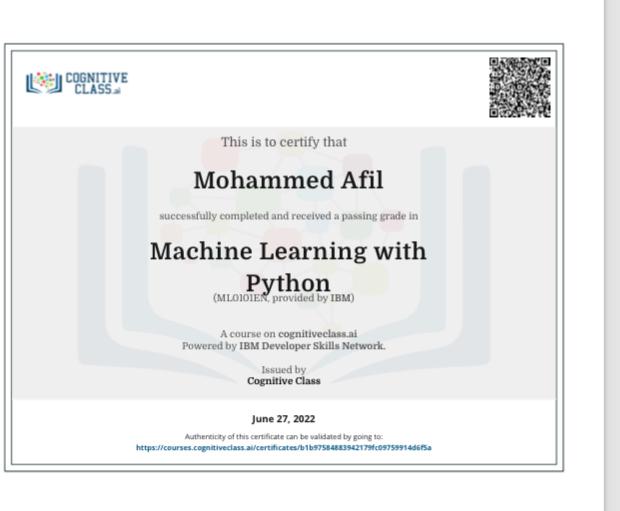 COGNITIVE
CLASS.ai
This is to certify that
Mohammed Afil
successfully completed and received a passing grade in
Machine Learning with
Python
(ML0101EN, provided by IBM)
A course on cognitiveclass.ai
Powered by IBM Developer Skills Network.
Issued by
Cognitive Class
June 27, 2022
Authenticity of this certificate can be validated by going to:
https://courses.cognitiveclass.ai/certificates/b1b97584883942179fc09759914d6f5a